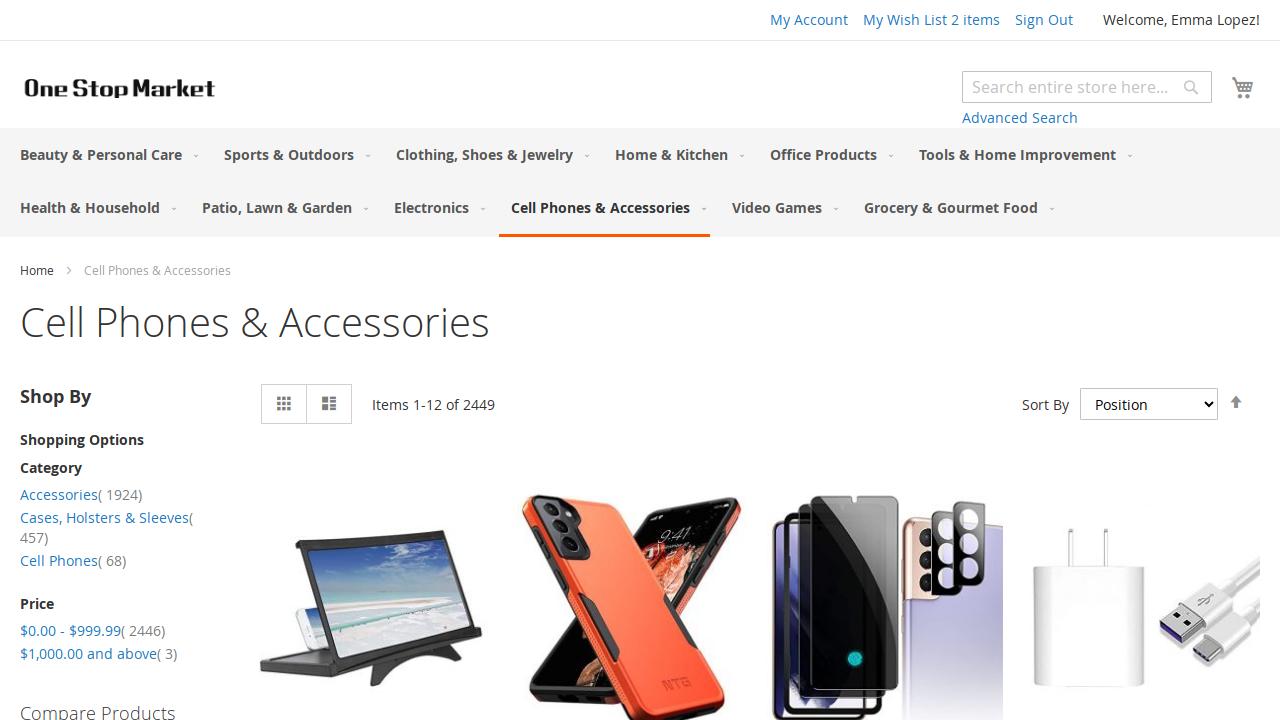 My Account My Wish List 2 items Sign Out Welcome, Emma Lopez!
One Stop Market
Search entire store here...
Advanced Search
Beauty & Personal Care Sports & Outdoors Clothing, Shoes & Jewelry Home & Kitchen Office Products Tools & Home Improvement
Health & Household Patio, Lawn & Garden Electronics Cell Phones & Accessories Video Games Grocery & Gourmet Food
Home Cell Phones & Accessories
Cell Phones & Accessories
Shop By
Items 1-12 of 2449
Sort By Position
Shopping Options
Category
Accessories( 1924)
Cases, Holsters & Sleeves(
457)
Cell Phones( 68)
Price
$0.00 - $999.99( 2446)
$1,000.00 and above( 3)
Compare Products
9:41
NTG